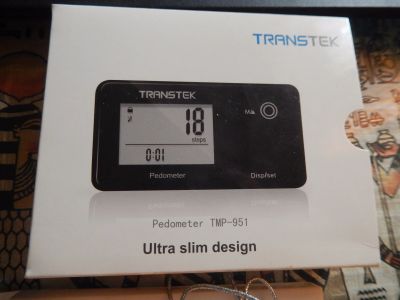 TRANSTEK
TRANSTEK
18
steps
0:01
M
Pedometer
Disp/set
Pedometer TMP-951
Ultra slim design